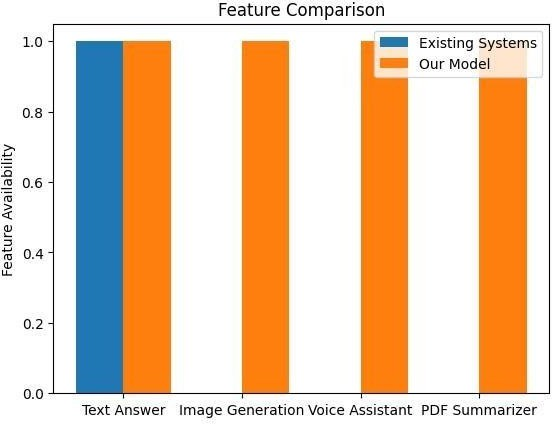 Feature Comparison
Existing Systems
Our Model
Feature Availability
1.0
0.8
0.6
0.4
0.2
0.0
Text Answer Image Generation Voice Assistant PDF Summarizer